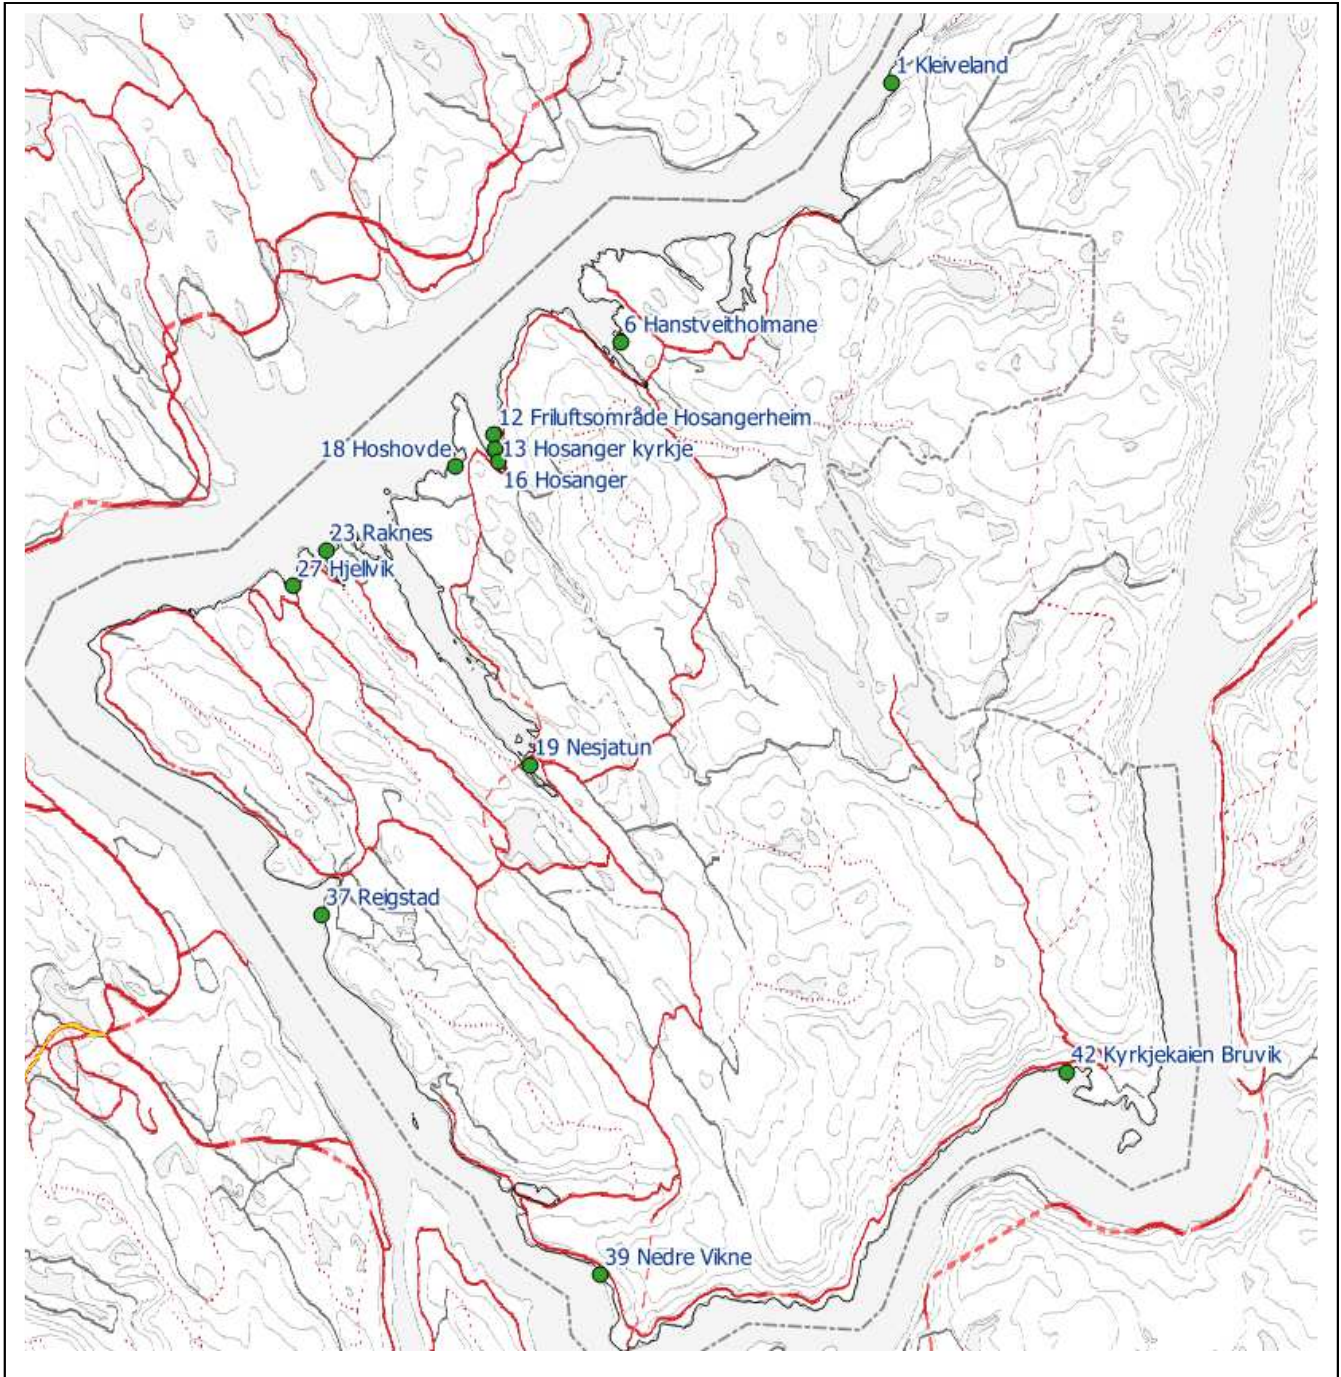 1 Kleiveland
6 Hanstveitholmane
12 Friluftsområde Hosangerheim
18 Hoshovde
13 Hosanger kyrkje
16 Hosanger
23 Raknes
27 Hjellvik
19 Nesjatun
37 Reigstad
42 Kyrkjekaien Bruvik
39 Nedre Vikne